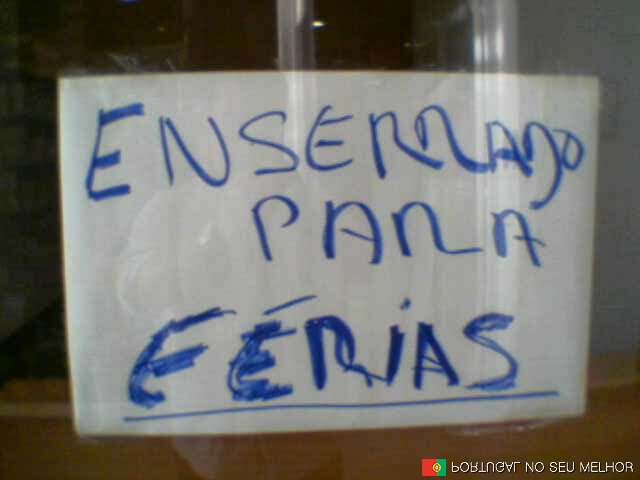 ENSERRADO
PARA
FÉRIAS
PORTUGAL NO SEU MELHOR